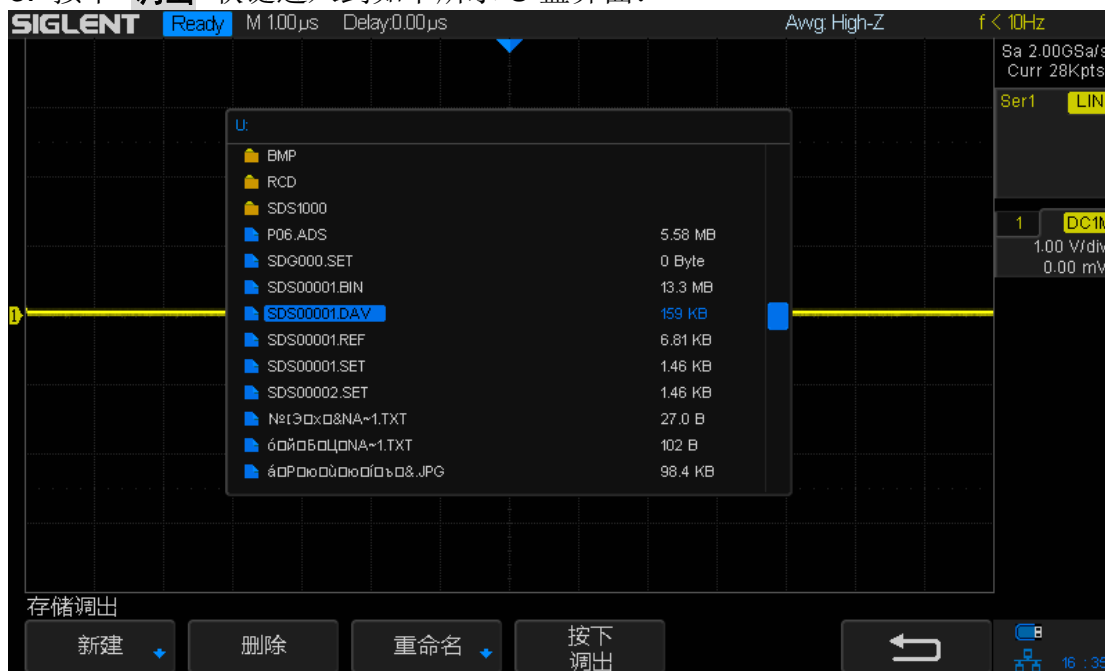 SIGLENT Ready M 1.00µs Delay:0.00µs Awg: High-Z f < 10Hz
Sa 2.00GSa/s
Curr 28Kpts
Ser1 LIN
U:
BMP
RCD
SDS1000
P06.ADS 5.58 MB
SDG000.SET 0 Byte
SDS00001.BIN 13.3 MB
SDS00001.DAV 159 KB
SDS00001.REF 6.81 KB
SDS00001.SET 1.46 KB
SDS00002.SET 1.46 KB
102 B
98.4 KB
27.0 B
1 DC1M
1.00 V/div
0.00 mV
1
存储调出
新建 删除 重命名 按下
调出
16 : 35